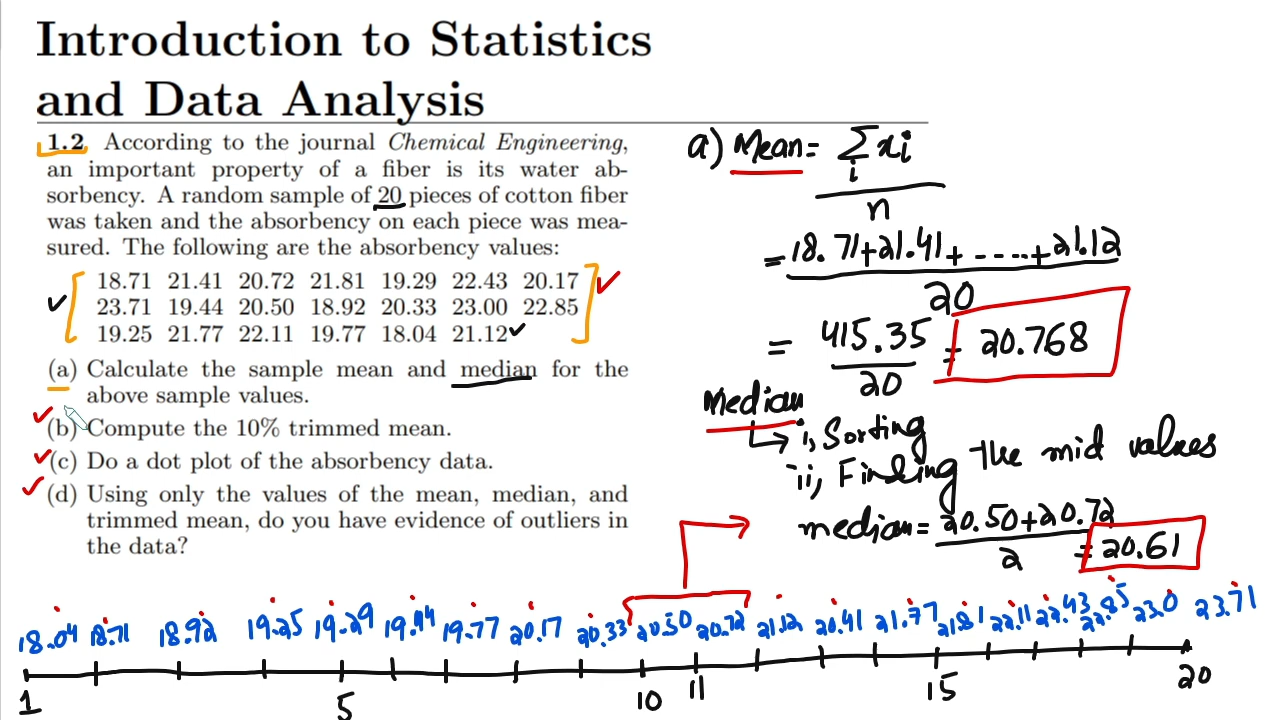 Introduction to Statistics
and Data Analysis
1.2 According to the journal Chemical Engineering,
an important property of a fiber is its water ab-
sorbency. A random sample of 20 pieces of cotton fiber
was taken and the absorbency on each piece was mea-
sured. The following are the absorbency values:
18.71 21.41 20.72 21.81 19.29 22.43 20.17
23.71 19.44 20.50 18.92 20.33 23.00 22.85
19.25 21.77 22.11 19.77 18.04 21.12
(a) Calculate the sample mean and median for the
above sample values.
(b) Compute the 10% trimmed mean.
(c) Do a dot plot of the absorbency data.
(d) Using only the values of the mean, median, and
trimmed mean, do you have evidence of outliers in
the data?
a) Mean = Σ xi
i
n
= 18.71+21.41+ ‑‑‑‑‑+21.12
20
= 415.35 = 20.768
20
Median
i, Sorting
ii, Finding the mid values
median = 20.50+20.72
2 = 20.61
18.04 18.71 18.92 19.25 19.29 19.44 19.77 20.17 20.33 20.50 20.72 21.12 20.41 21.77 21.81 22.11 22.43 22.85 23.0 23.71
1 5 10 11 15 20